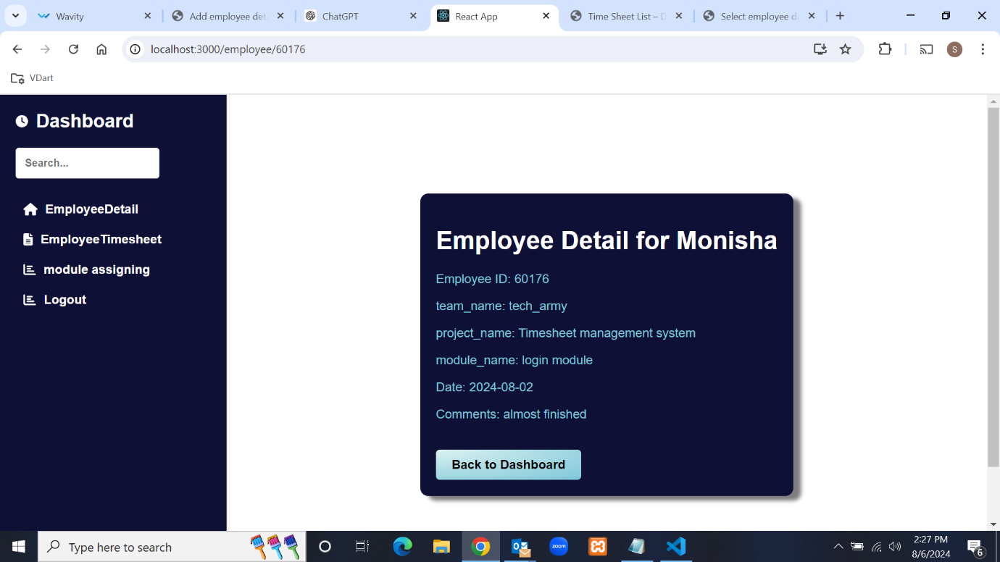 Wavity
Add employee det
ChatGPT
React App
Time Sheet List – D
Select employee d
localhost:3000/employee/60176
S
VDart
Dashboard
Search...
EmployeeDetail
EmployeeTimesheet
module assigning
Logout
Employee Detail for Monisha
Employee ID: 60176
team_name: tech_army
project_name: Timesheet management system
module_name: login module
Date: 2024-08-02
Comments: almost finished
Back to Dashboard
Type here to search
zoom
2:27 PM
8/6/2024
6